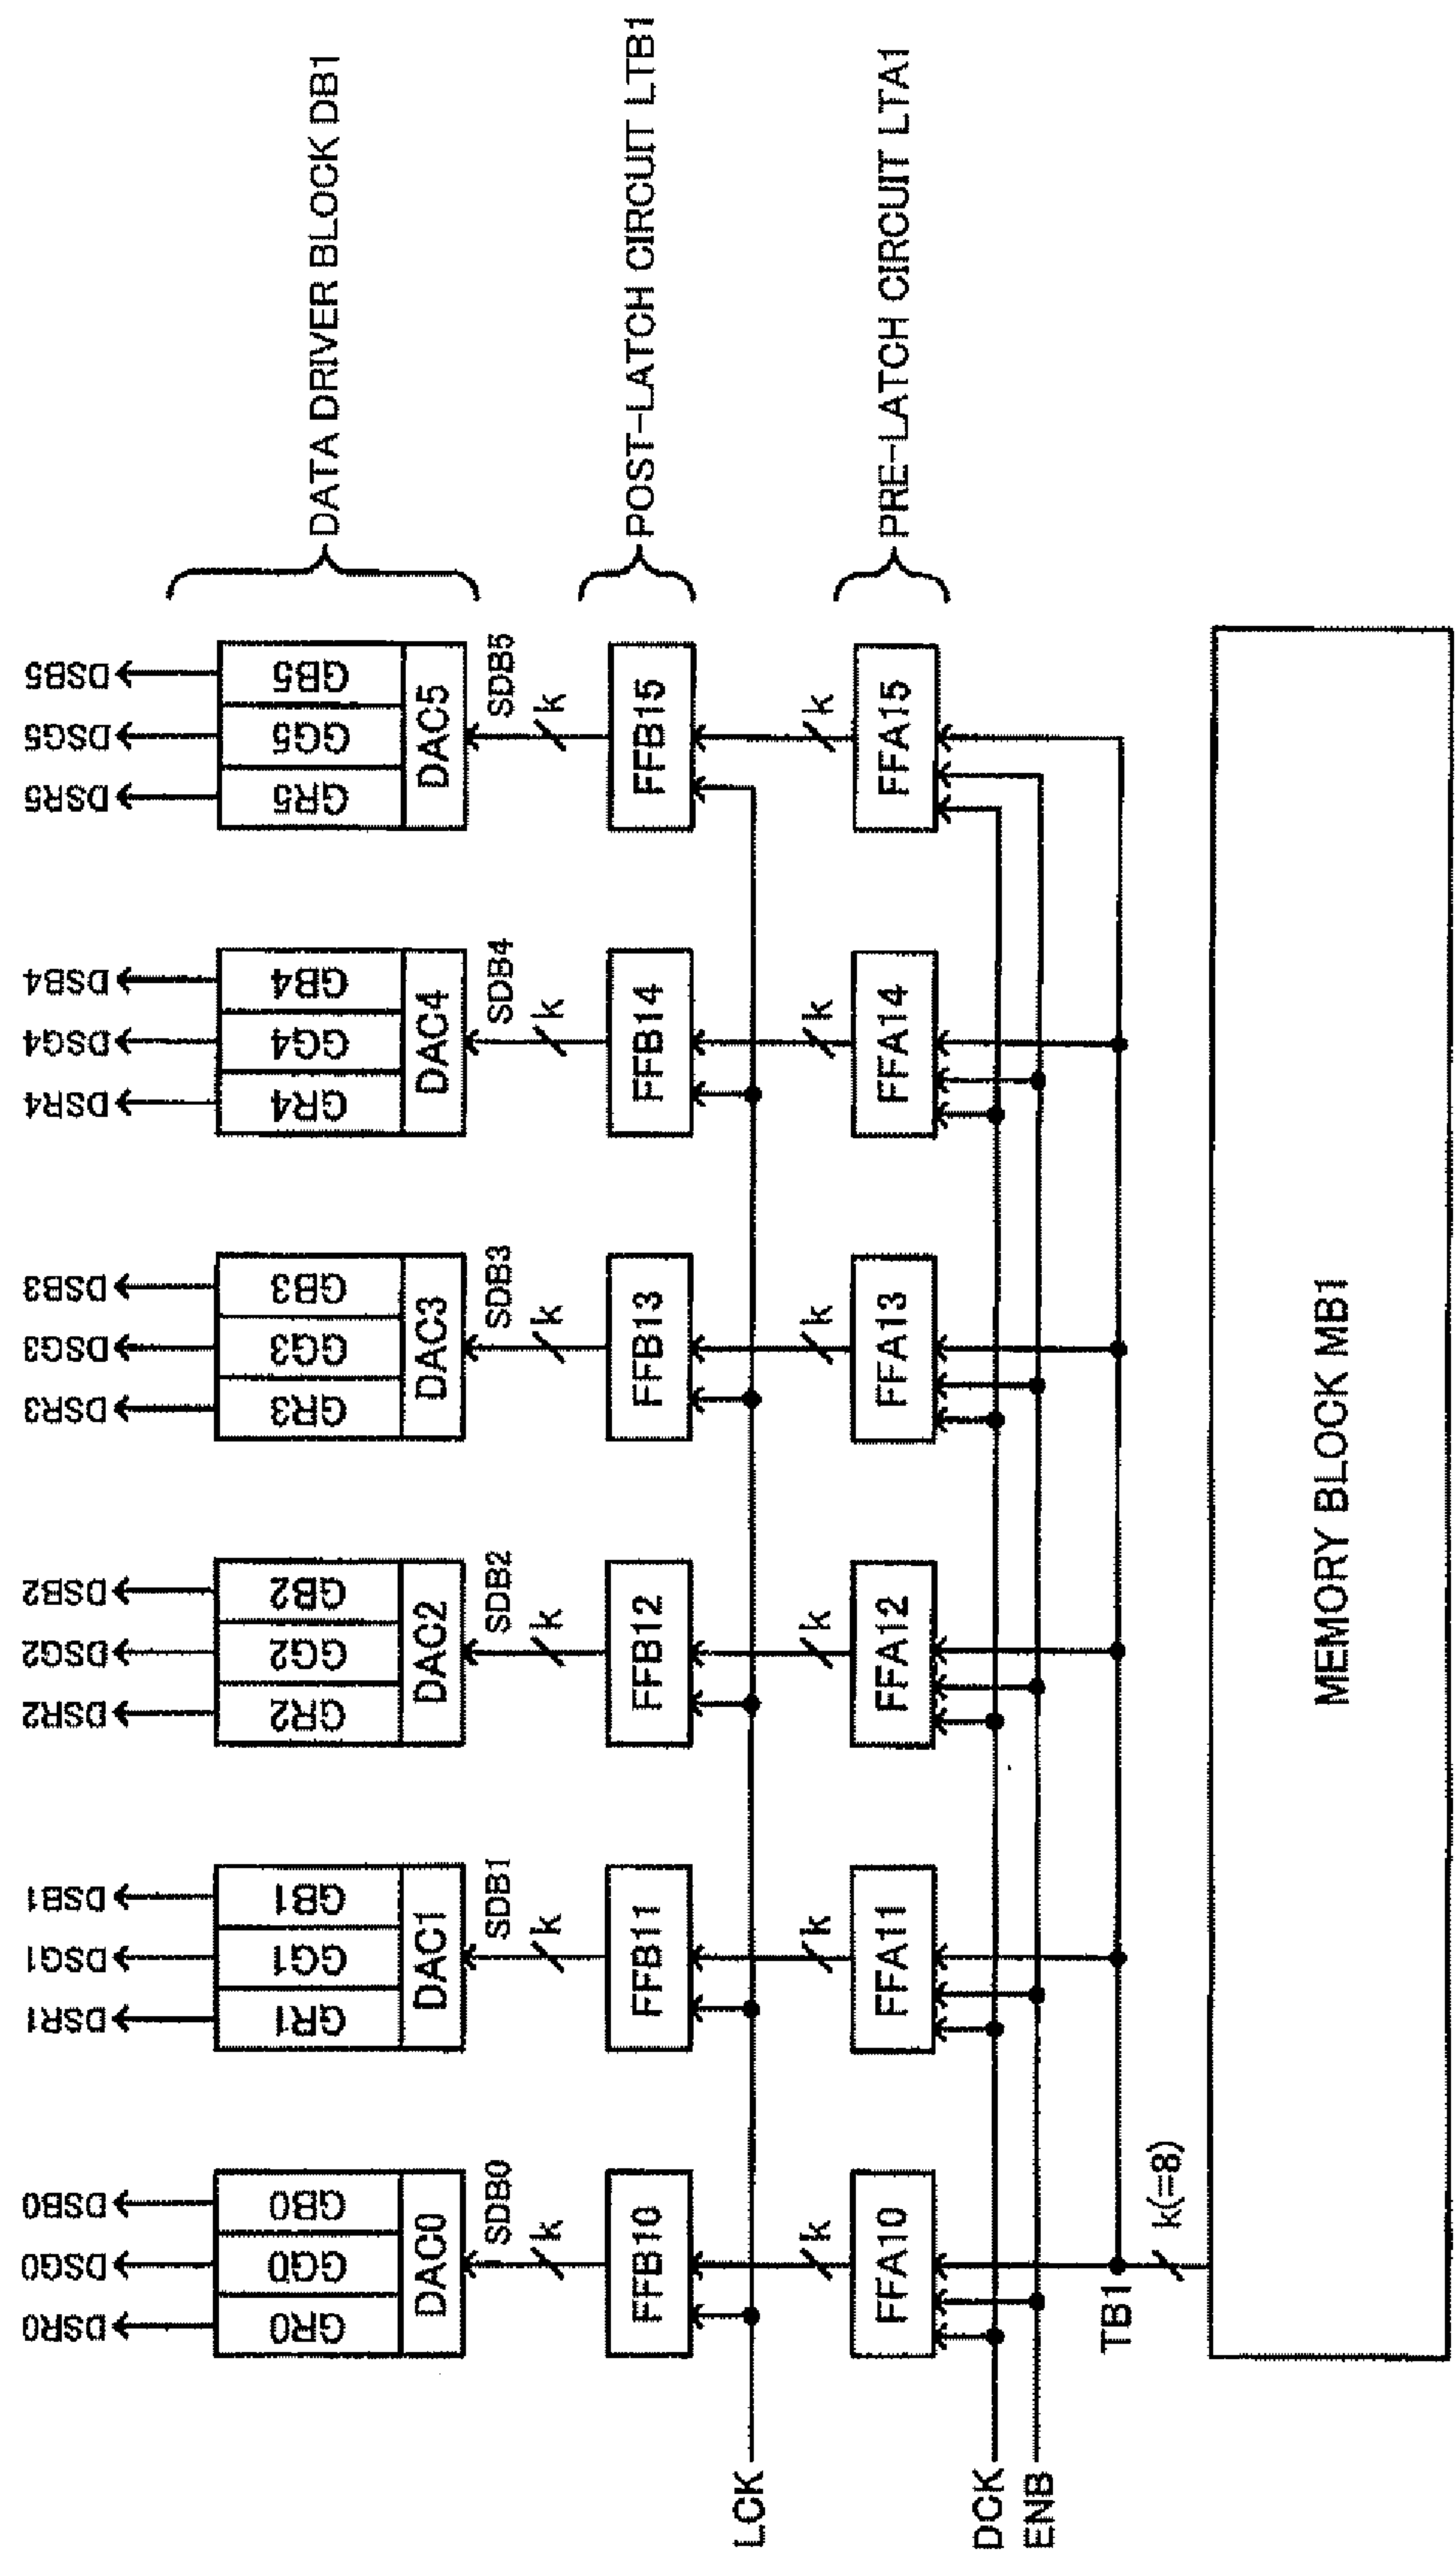 DSR0 DSG0 DSB0 DSR1 DSG1 DSB1 DSR2 DSG2 DSB2 DSR3 DSG3 DSB3 DSR4 DSG4 DSB4 DSR5 DSG5 DSB5
GR0 GG0 GB0 GR1 GG1 GB1 GR2 GG2 GB2 GR3 GG3 GB3 GR4 GG4 GB4 GR5 GG5 GB5
DATA DRIVER BLOCK DB1
DAC0 DAC1 DAC2 DAC3 DAC4 DAC5
SDB0 SDB1 SDB2 SDB3 SDB4 SDB5
k k k k k k
FFB10 FFB11 FFB12 FFB13 FFB14 FFB15
POST-LATCH CIRCUIT LTB1
LCK
k k k k k k
FFA10 FFA11 FFA12 FFA13 FFA14 FFA15
PRE-LATCH CIRCUIT LTA1
DCK
ENB
TB1
k(=8)
MEMORY BLOCK MB1